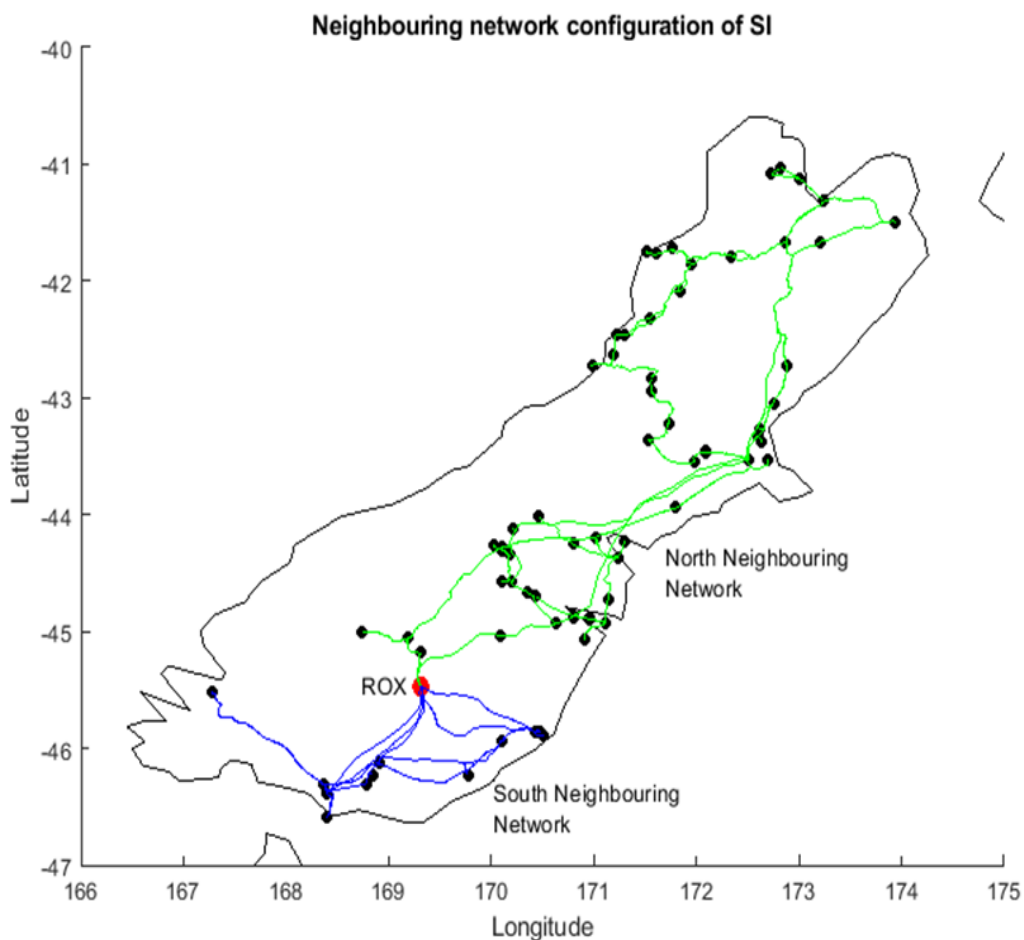 Neighbouring network configuration of SI
-40
-41
-42
-43
-44
-45
-46
-47
Latitude
North Neighbouring
Network
ROX
South Neighbouring
Network
166 167 168 169 170 171 172 173 174 175
Longitude